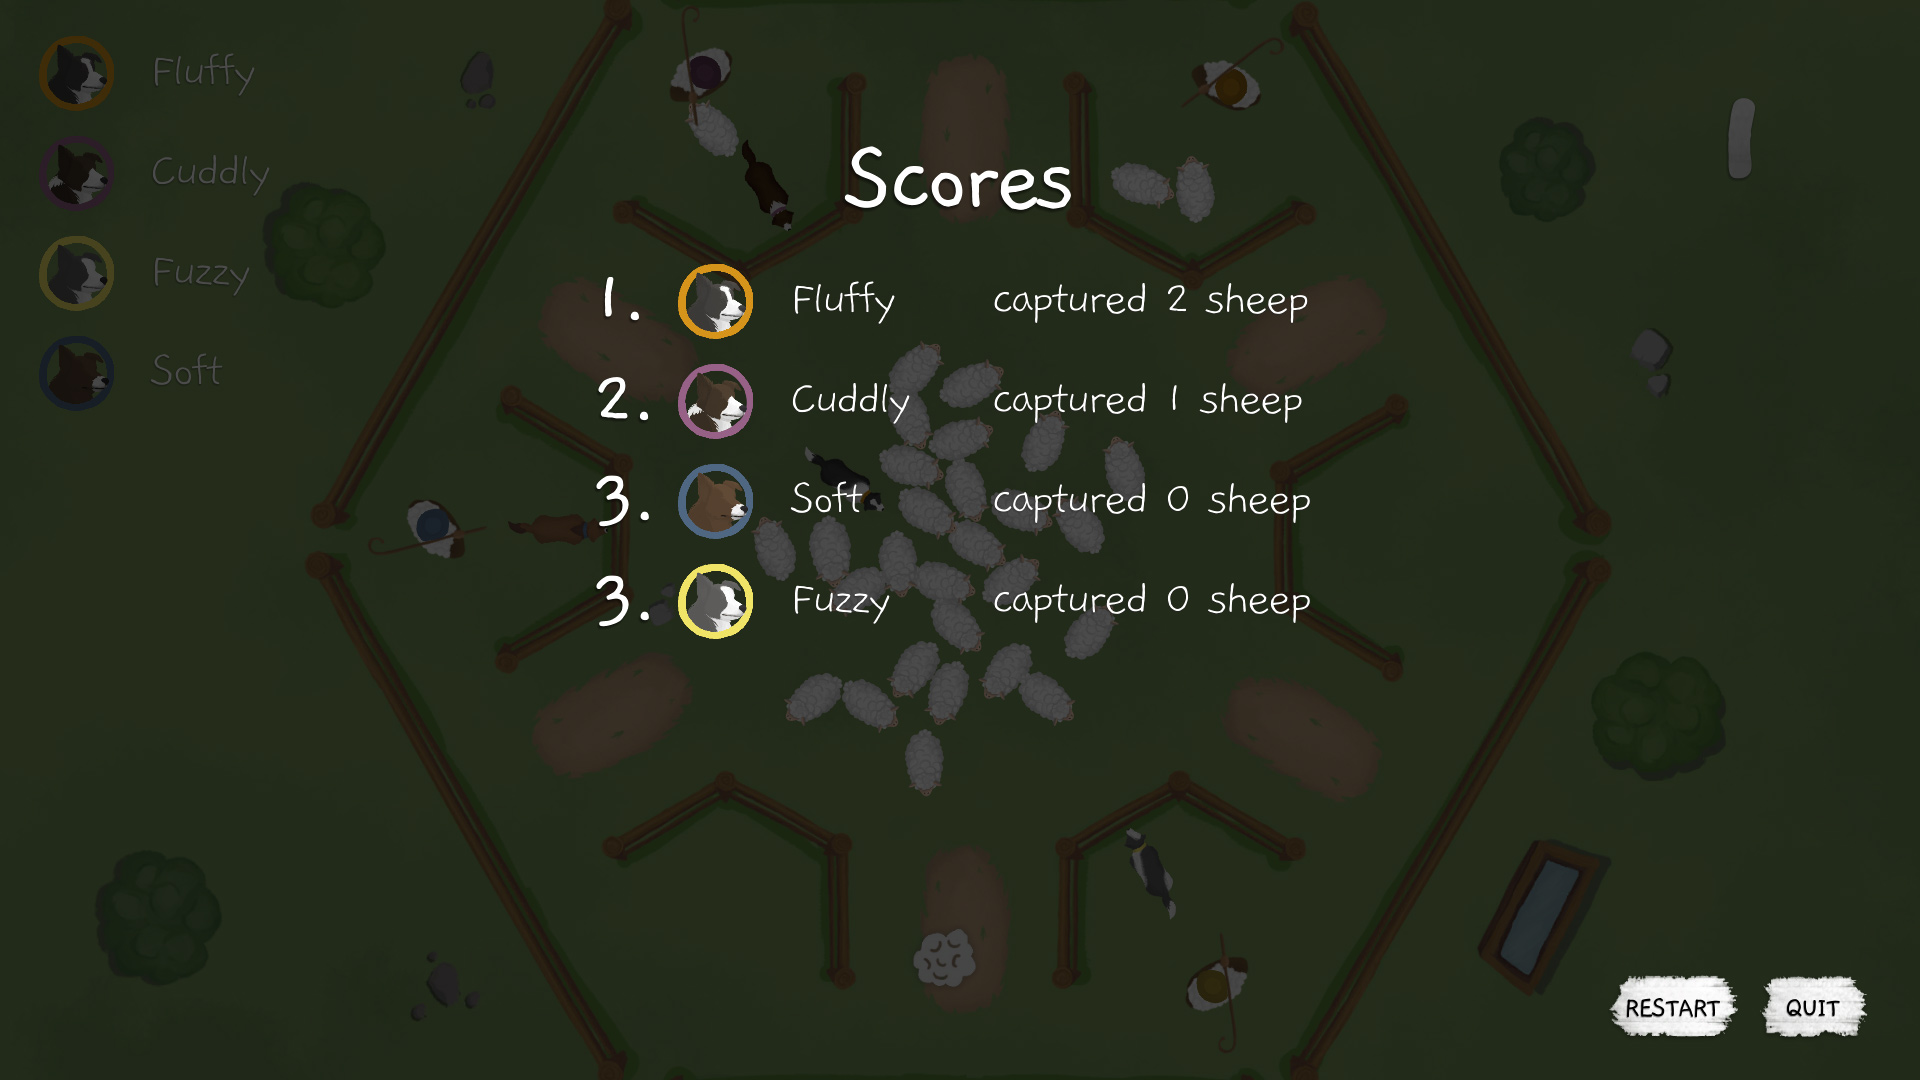 Fluffy
Cuddly
Fuzzy
Soft
Scores
1. Fluffy captured 2 sheep
2. Cuddly captured 1 sheep
3. Soft captured 0 sheep
3. Fuzzy captured 0 sheep
RESTART QUIT